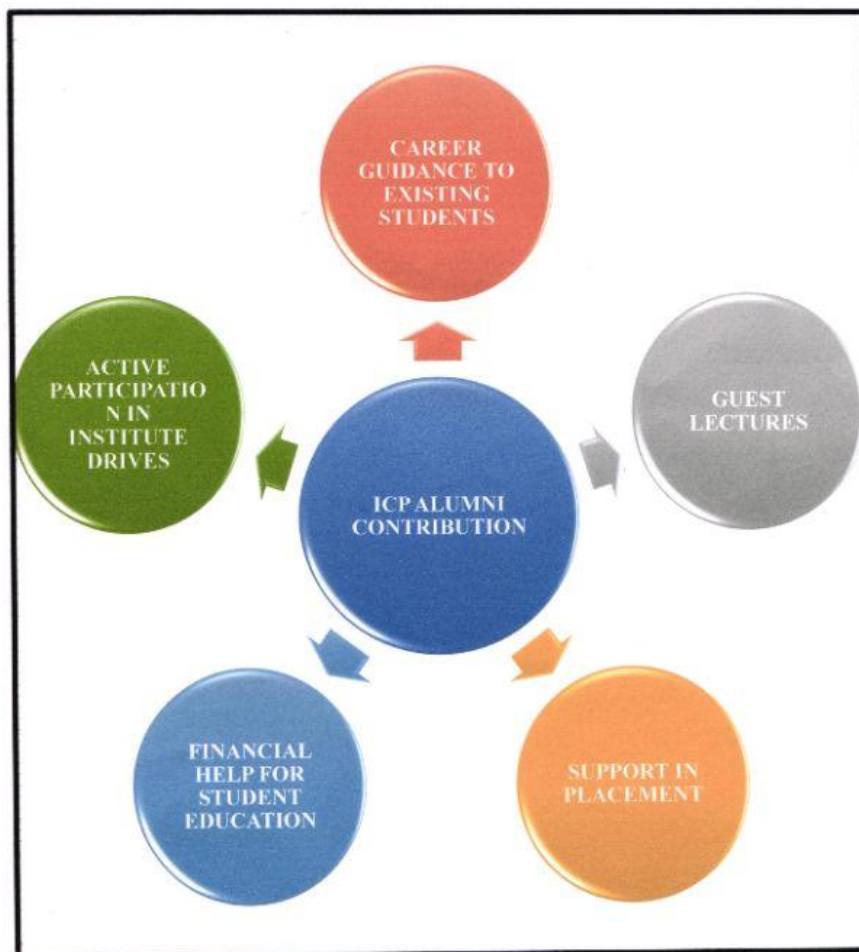 CAREER
GUIDANCE TO
EXISTING
STUDENTS
GUEST
LECTURES
SUPPORT IN
PLACEMENT
FINANCIAL
HELP FOR
STUDENT
EDUCATION
ACTIVE
PARTICIPATIO
N IN
INSTITUTE
DRIVES
ICP ALUMNI
CONTRIBUTION